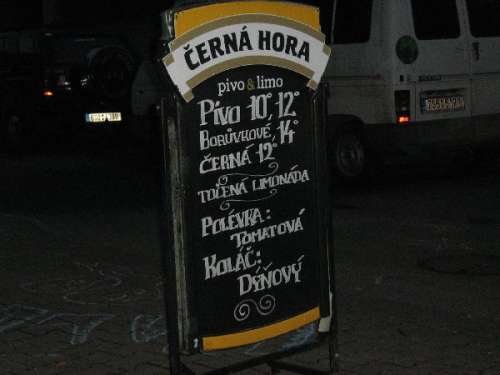 ČERNÁ HORA
pivo & limo
PIVO 10°, 12°
BORŮVKOVÉ, 14°
ČERNÁ 12°
TOČENÁ LIMONÁDA
POLÉVKA:
TOMATOVÁ
KOLÁČ:
DÝŇOVÝ